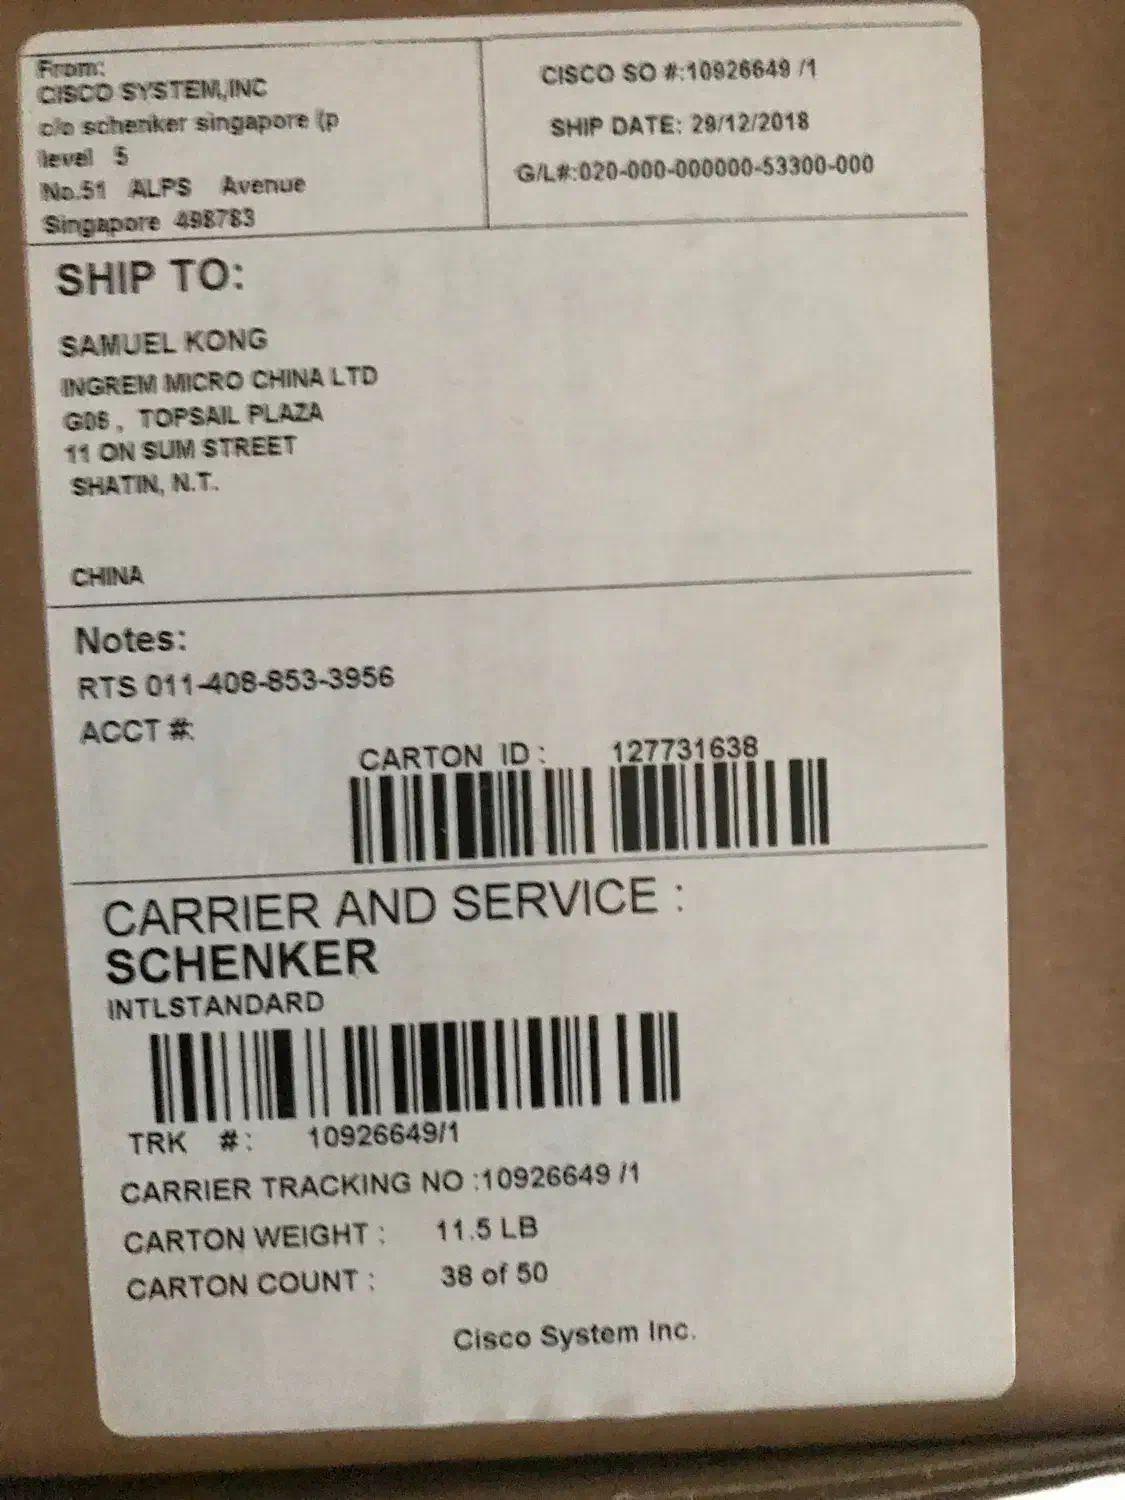 From:
CISCO SYSTEM,INC
c/o schenker singapore (p
level 5
No.51 ALPS Avenue
Singapore 498783
CISCO SO #:10926649 /1
SHIP DATE: 29/12/2018
G/L#:020-000-000000-53300-000
SHIP TO:
SAMUEL KONG
INGREM MICRO CHINA LTD
G06 , TOPSAIL PLAZA
11 ON SUM STREET
SHATIN, N.T.
CHINA
Notes:
RTS 011-408-853-3956
ACCT #:
CARTON ID : 127731638
CARRIER AND SERVICE :
SCHENKER
INTLSTANDARD
TRK #: 10926649/1
CARRIER TRACKING NO :10926649 /1
CARTON WEIGHT : 11.5 LB
CARTON COUNT : 38 of 50
Cisco System Inc.